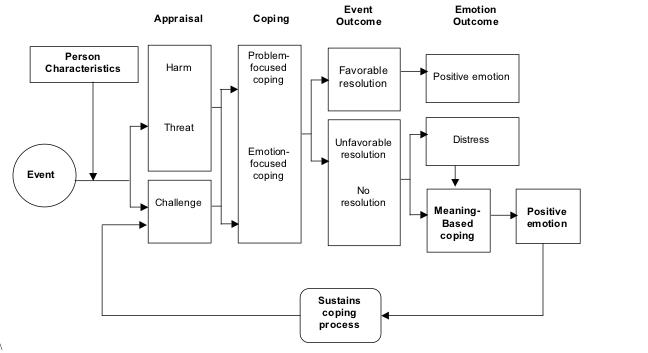 Appraisal
Coping
Event
Outcome
Emotion
Outcome
Person
Characteristics
Harm
Threat
Problem-
focused
coping
Emotion-
focused
coping
Favorable
resolution
Positive emotion
Unfavorable
resolution
No
resolution
Distress
Event
Challenge
Meaning-
Based
coping
Positive
emotion
Sustains
coping
process
\